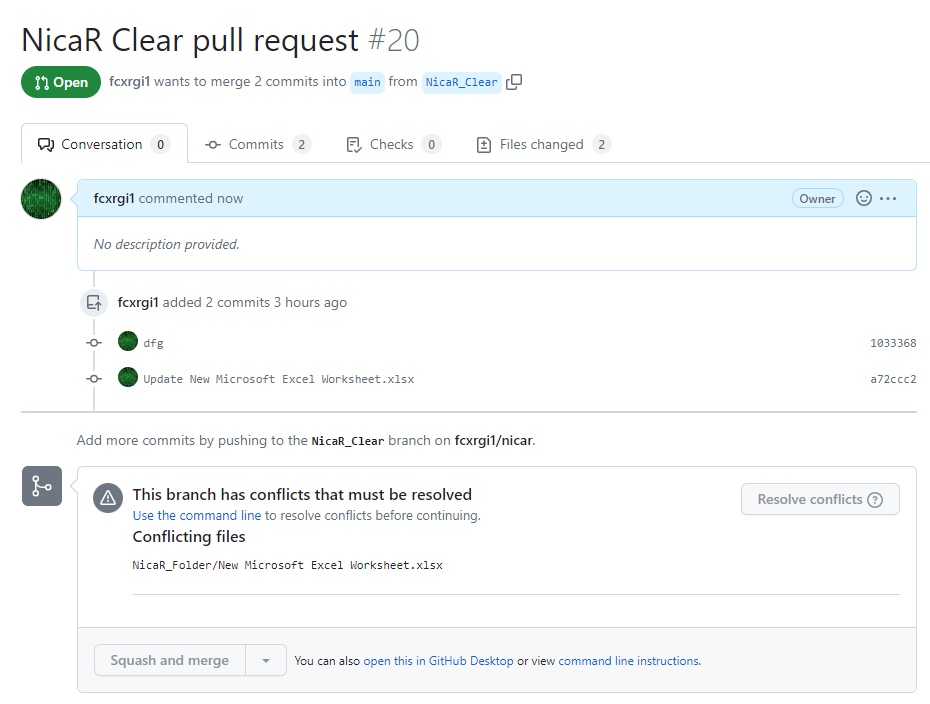 NicaR Clear pull request #20
Open fcxrgi1 wants to merge 2 commits into main from NicaR_Clear
Conversation 0 Commits 2 Checks 0 Files changed 2
fcxrgi1 commented now Owner
No description provided.
fcxrgi1 added 2 commits 3 hours ago
dfg 1033368
Update New Microsoft Excel Worksheet.xlsx a72ccc2
Add more commits by pushing to the NicaR_Clear branch on fcxrgi1/nicar.
This branch has conflicts that must be resolved
Resolve conflicts ?
Use the command line to resolve conflicts before continuing.
Conflicting files
NicaR_Folder/New Microsoft Excel Worksheet.xlsx
Squash and merge You can also open this in GitHub Desktop or view command line instructions.